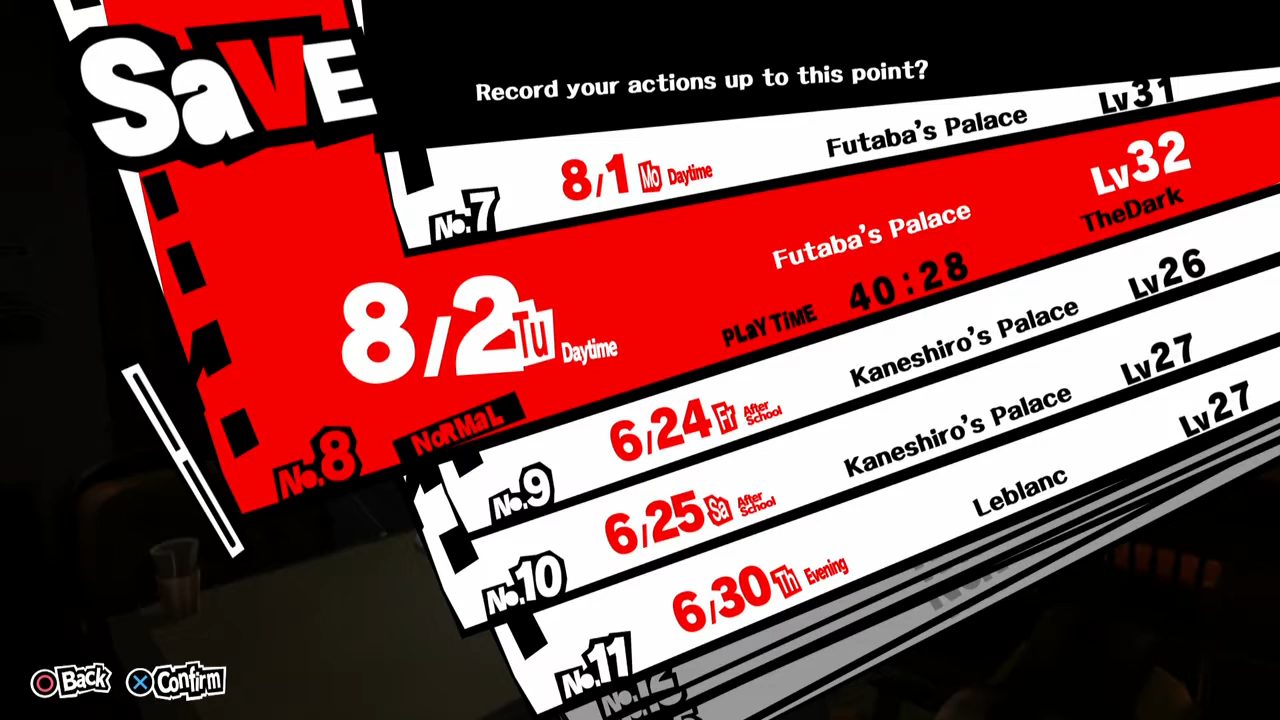 SaVE
Record your actions up to this point?
No.7 8/1 Mo Daytime Futaba's Palace Lv31
No.8 8/2 Tu Daytime Futaba's Palace Lv32
PLaY TiME 40:28 TheDark
NoRMaL
No.9 6/24 Fr After School Kaneshiro's Palace Lv26
No.10 6/25 Sa After School Kaneshiro's Palace Lv27
No.11 6/30 Th Evening Leblanc Lv27
No.12
Back Confirm